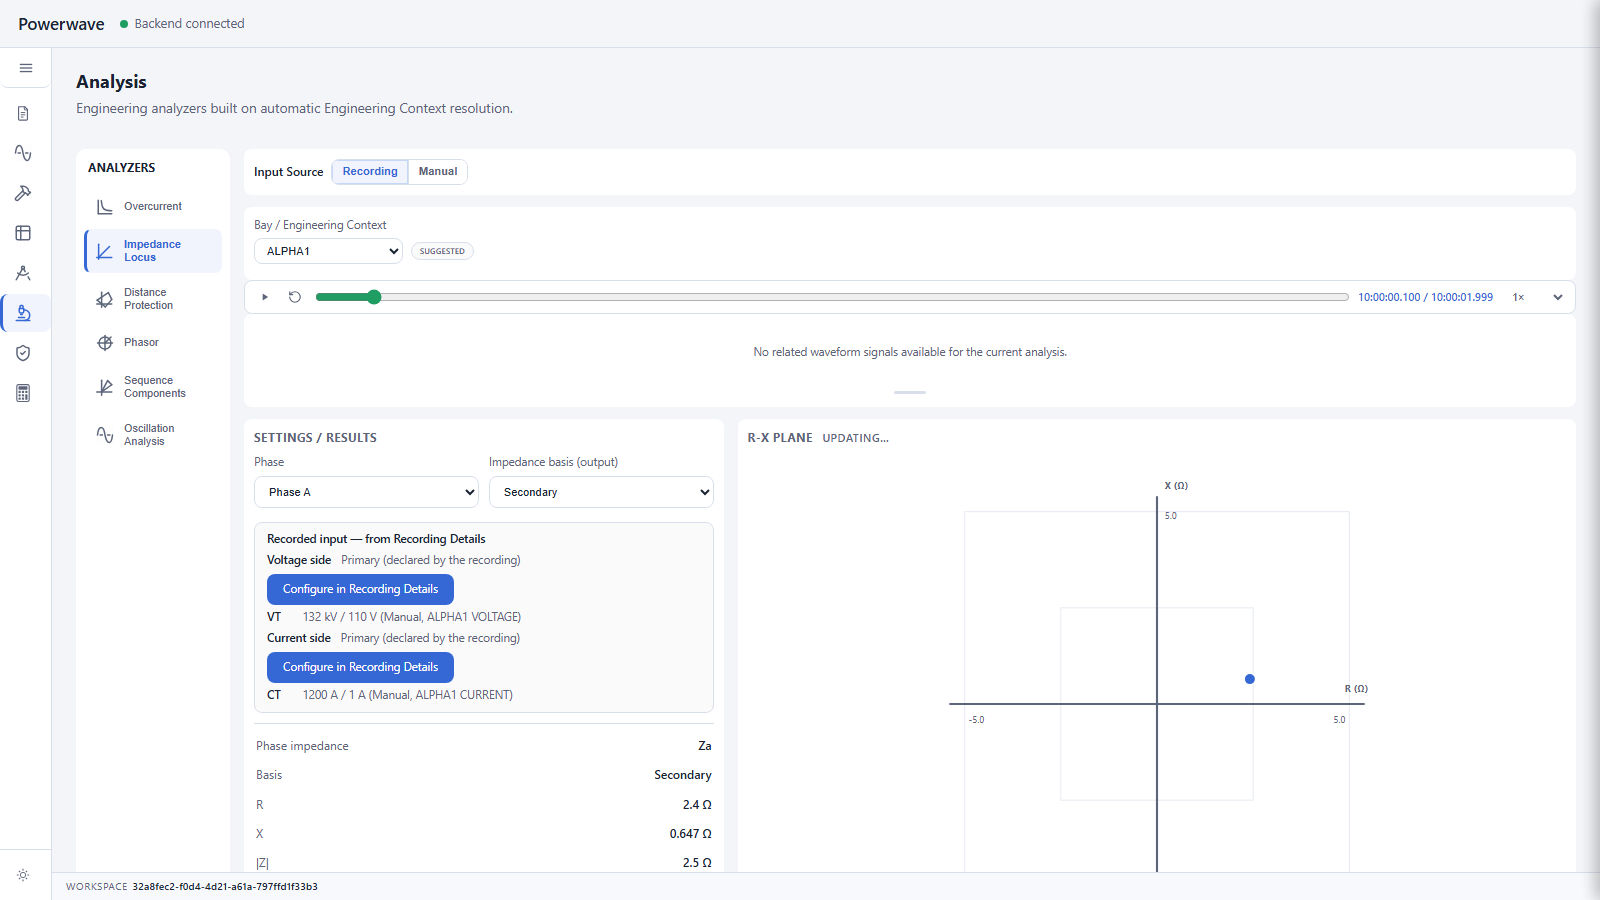 Powerwave
Backend connected
Analysis
Engineering analyzers built on automatic Engineering Context resolution.
ANALYZERS
Overcurrent
Impedance
Locus
Distance
Protection
Phasor
Sequence
Components
Oscillation
Analysis
Input Source
Recording
Manual
Bay / Engineering Context
ALPHA1
SUGGESTED
10:00:00.100 / 10:00:01.999
1×
No related waveform signals available for the current analysis.
SETTINGS / RESULTS
Phase
Impedance basis (output)
Phase A
Secondary
Recorded input — from Recording Details
Voltage side Primary (declared by the recording)
Configure in Recording Details
VT 132 kV / 110 V (Manual, ALPHA1 VOLTAGE)
Current side Primary (declared by the recording)
Configure in Recording Details
CT 1200 A / 1 A (Manual, ALPHA1 CURRENT)
Phase impedance Za
Basis Secondary
R 2.4 Ω
X 0.647 Ω
|Z| 2.5 Ω
R-X PLANE UPDATING...
X (Ω)
5.0
R (Ω)
-5.0
5.0
WORKSPACE 32a8fec2-f0d4-4d21-a61a-797ffd1f33b3